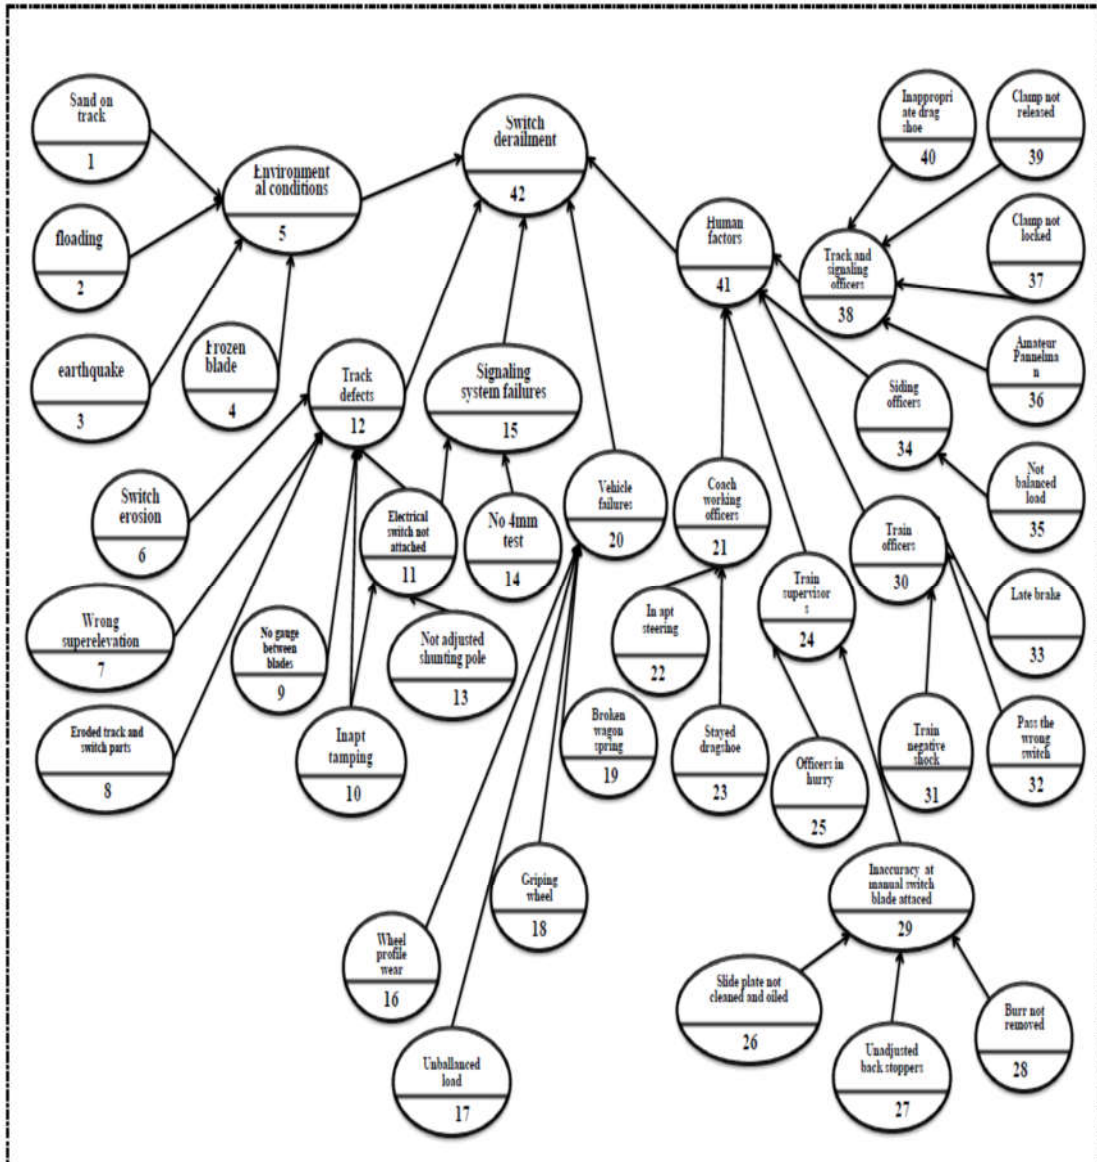 Sand on
track
1
floading
2
earthquake
3
Frozen
blade
4
Environment
al conditions
5
Switch
derailment
42
Inappropri
ate drag
shoe
40
Clamp not
released
39
Human
factors
41
Track and
signaling
officers
38
Clamp not
locked
37
Amateur
Pannelma
n
36
Siding
officers
34
Not
balanced
load
35
Track
defects
12
Signaling
system failures
15
Switch
erosion
6
Electrical
switch not
attached
11
No 4mm
test
14
Vehicle
failures
20
Coach
working
officers
21
Train
officers
30
Train
supervisor
s
24
Late brake
33
Wrong
superelevation
7
No gauge
between
blades
9
Not adjusted
shunting pole
13
In apt
steering
22
Eroded track and
switch parts
8
Inapt
tamping
10
Broken
wagon
spring
19
Stayed
dragshoe
23
Officers in
hurry
25
Train
negative
shock
31
Pass the
wrong
switch
32
Griping
wheel
18
Inaccuracy at
manual switch
blade attaced
29
Wheel
profile
wear
16
Slide plate not
cleaned and oiled
26
Burr not
removed
28
Unballanced
load
17
Unadjusted
back stoppers
27